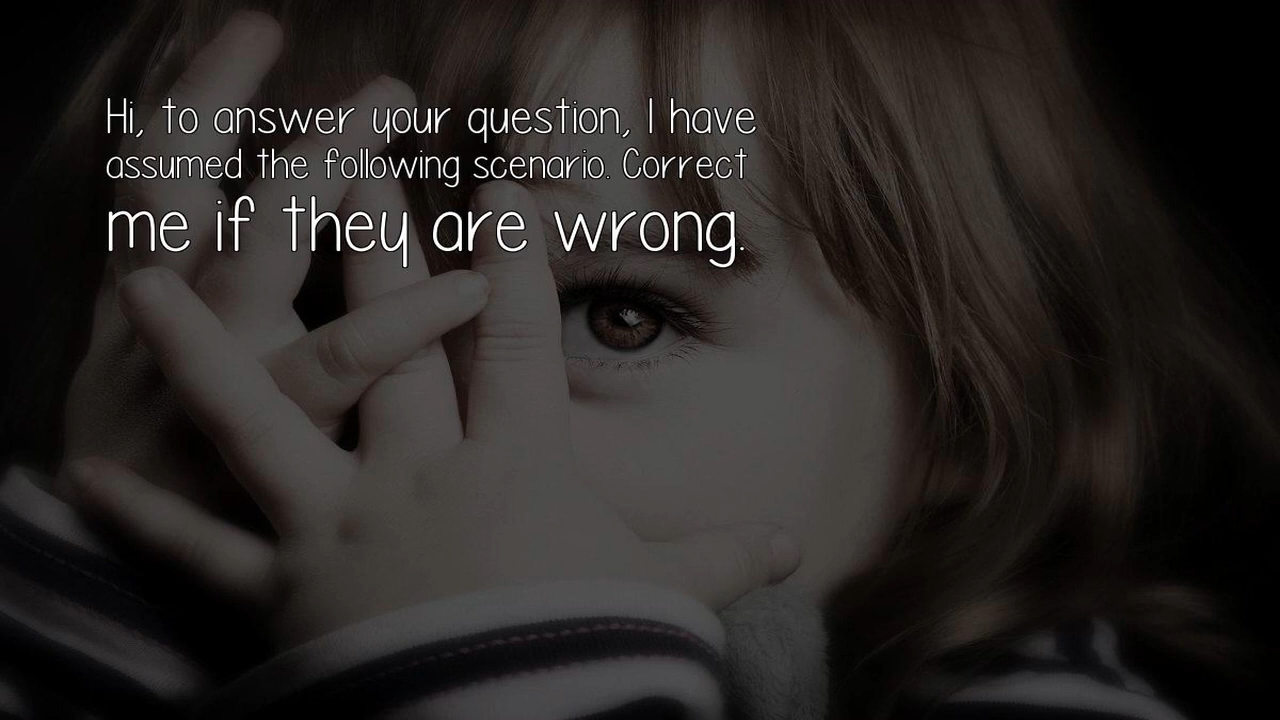 Hi, to answer your question, I have
assumed the following scenario. Correct
me if they are wrong.